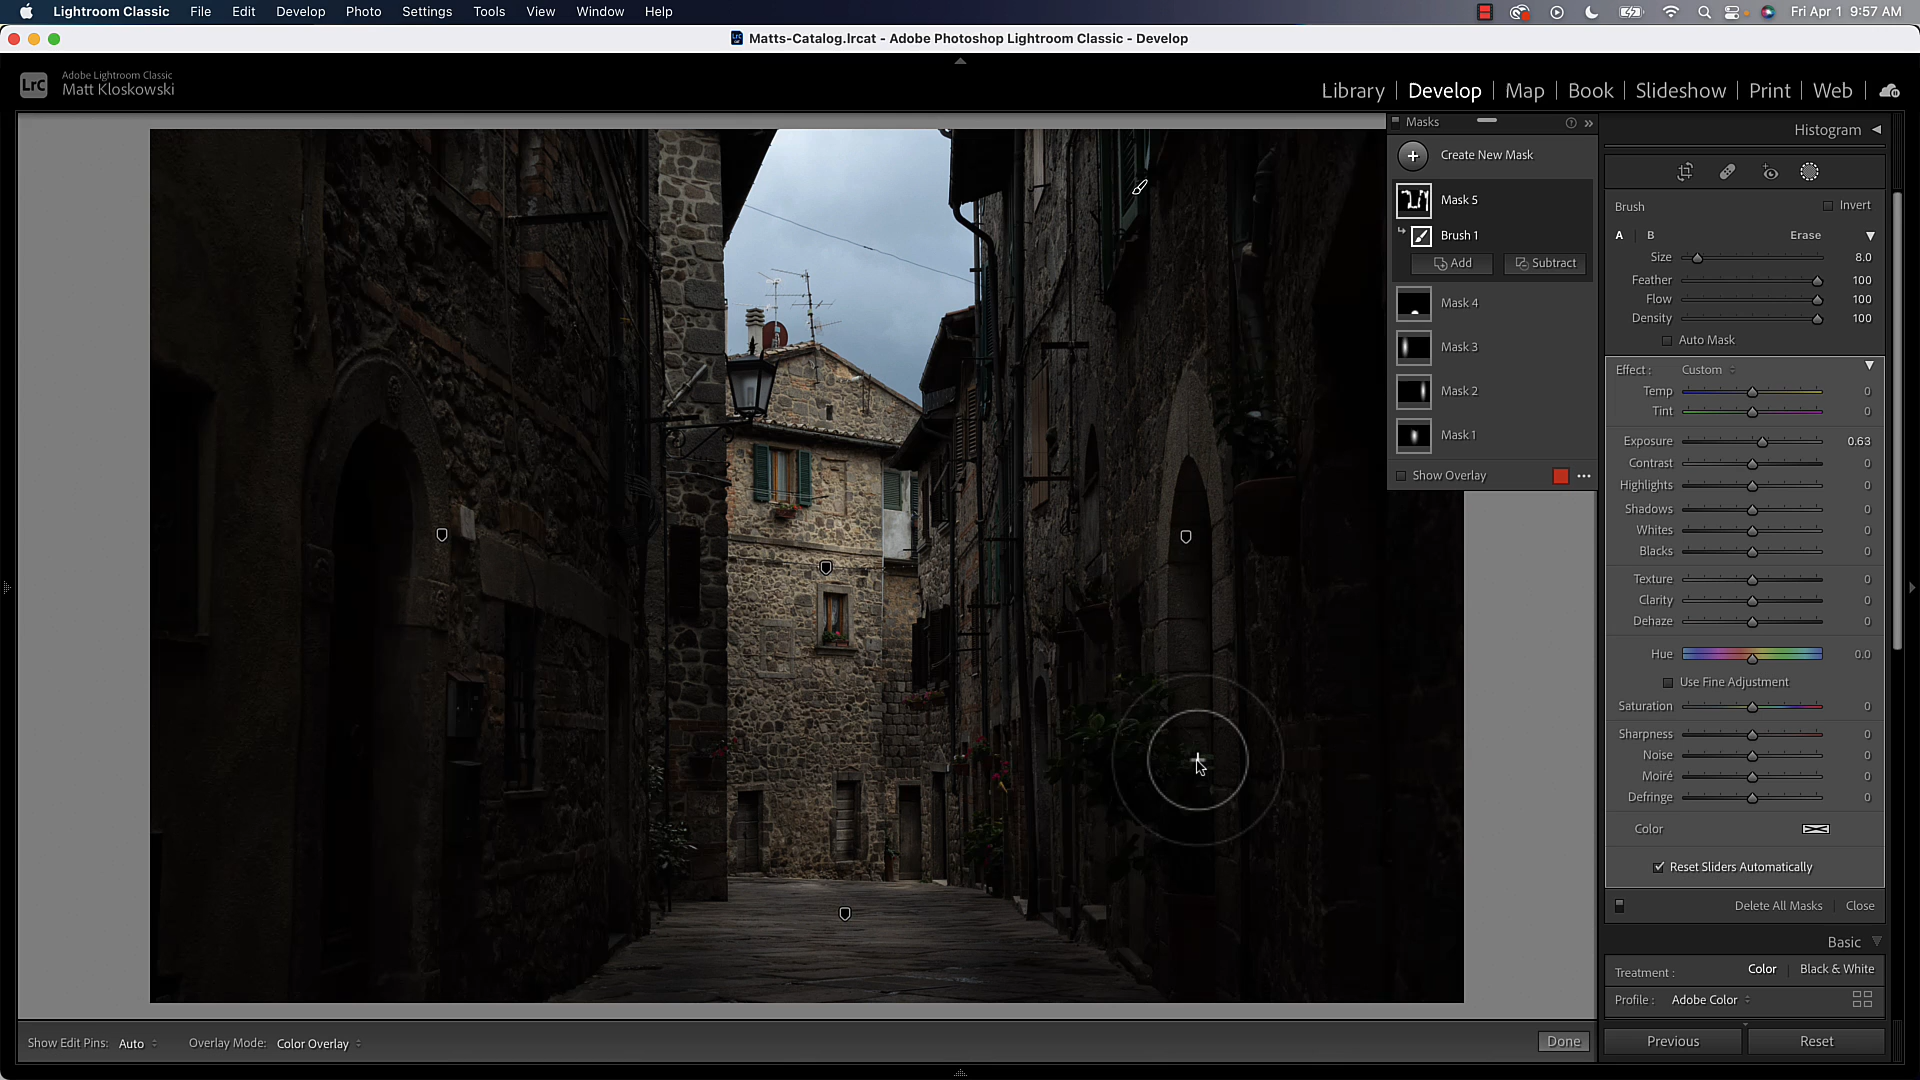 Lightroom Classic File Edit Develop Photo Settings Tools View Window Help Fri Apr 1 9:57 AM
Matts-Catalog.lrcat - Adobe Photoshop Lightroom Classic - Develop
LrC Adobe Lightroom Classic
Matt Kloskowski
Library Develop Map Book Slideshow Print Web
Masks
Create New Mask
Mask 5
Brush 1
Add Subtract
Mask 4
Mask 3
Mask 2
Mask 1
Show Overlay
Histogram
Brush Invert
A B Erase
Size 8.0
Feather 100
Flow 100
Density 100
Auto Mask
Effect : Custom
Temp 0
Tint 0
Exposure 0.63
Contrast 0
Highlights 0
Shadows 0
Whites 0
Blacks 0
Texture 0
Clarity 0
Dehaze 0
Hue 0.0
Use Fine Adjustment
Saturation 0
Sharpness 0
Noise 0
Moiré 0
Defringe 0
Color
Reset Sliders Automatically
Delete All Masks Close
Basic
Treatment : Color Black & White
Profile : Adobe Color
Show Edit Pins: Auto Overlay Mode: Color Overlay Done
Previous Reset